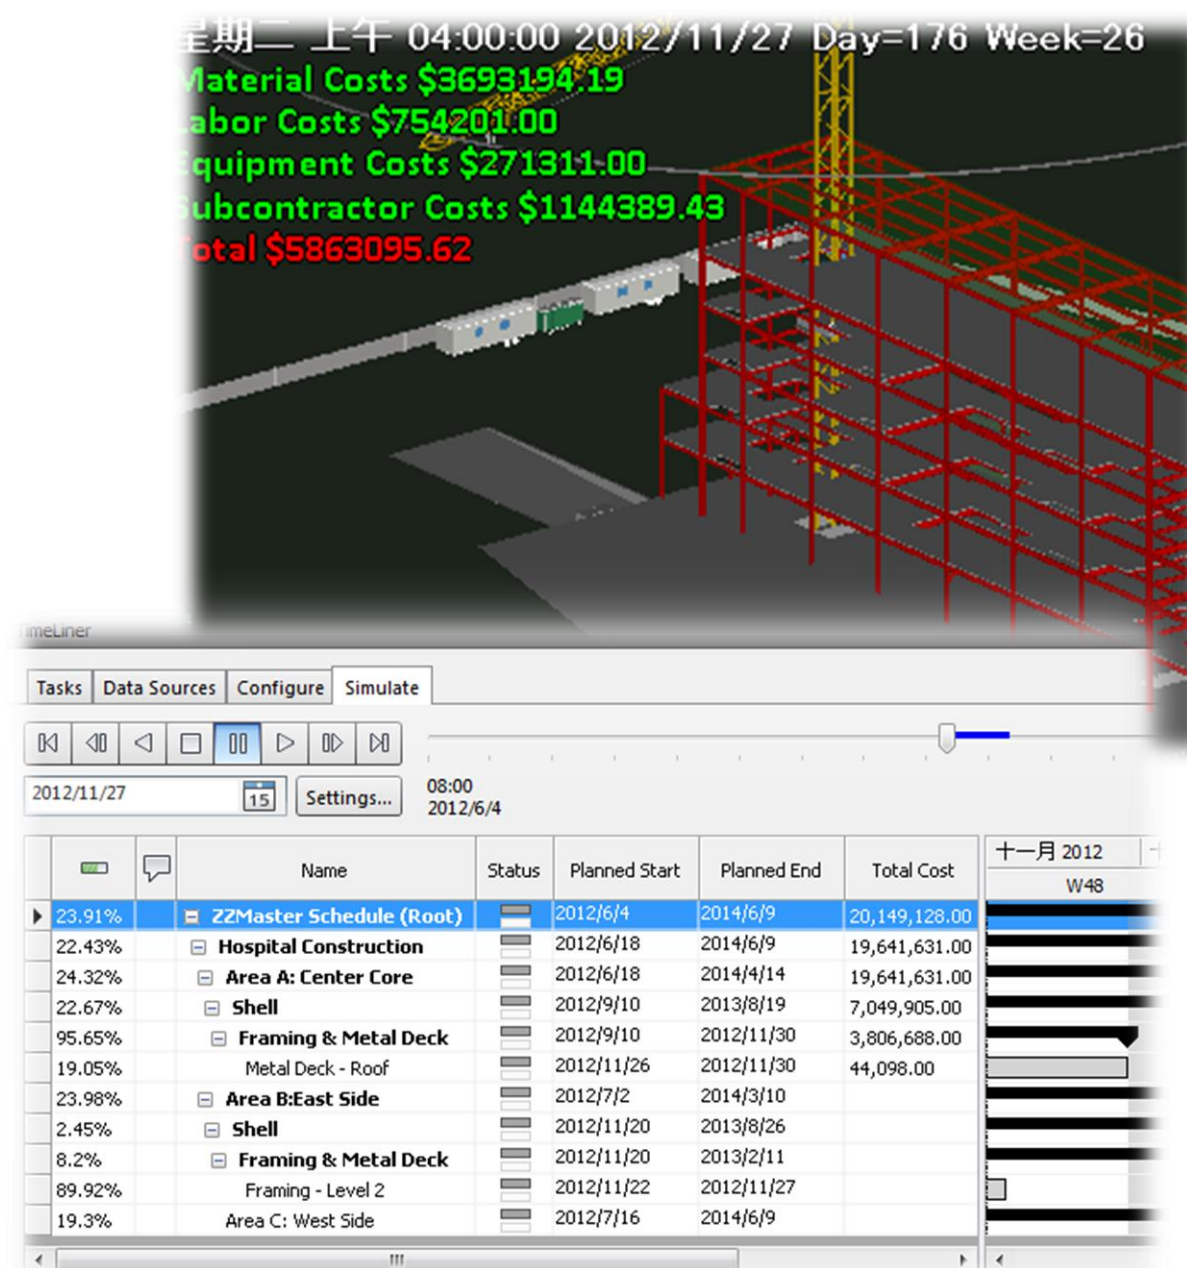 星期二 上午 04:00:00 2012/11/27 Day=176 Week=26
Material Costs $3693194.19
Labor Costs $754201.00
Equipment Costs $271311.00
Subcontractor Costs $1144389.43
Total $5863095.62
TimeLiner
Tasks Data Sources Configure Simulate
2012/11/27 15 Settings... 08:00
2012/6/4
Name Status Planned Start Planned End Total Cost 十一月 2012
W48
23.91% ZZMaster Schedule (Root) 2012/6/4 2014/6/9 20,149,128.00
22.43% Hospital Construction 2012/6/18 2014/6/9 19,641,631.00
24.32% Area A: Center Core 2012/6/18 2014/4/14 19,641,631.00
22.67% Shell 2012/9/10 2013/8/19 7,049,905.00
95.65% Framing & Metal Deck 2012/9/10 2012/11/30 3,806,688.00
19.05% Metal Deck - Roof 2012/11/26 2012/11/30 44,098.00
23.98% Area B:East Side 2012/7/2 2014/3/10
2.45% Shell 2012/11/20 2013/8/26
8.2% Framing & Metal Deck 2012/11/20 2013/2/11
89.92% Framing - Level 2 2012/11/22 2012/11/27
19.3% Area C: West Side 2012/7/16 2014/6/9